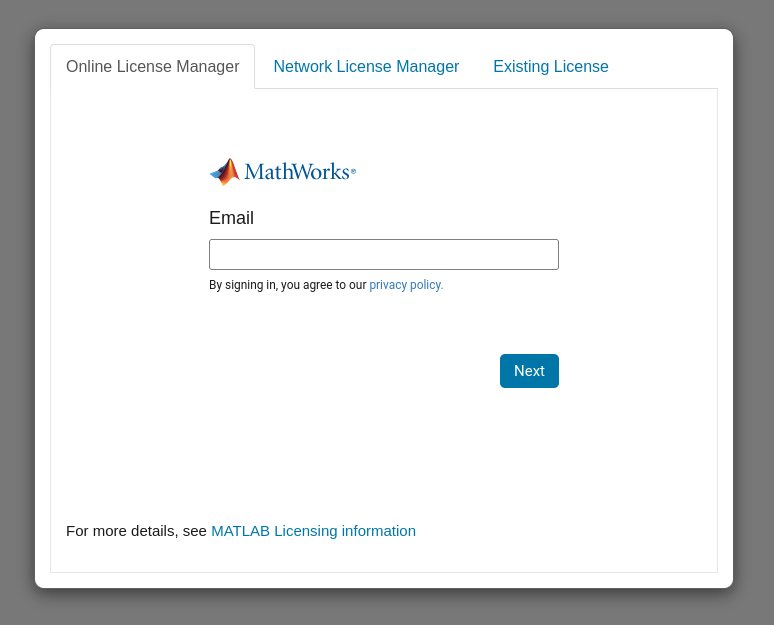 Online License Manager Network License Manager Existing License
MathWorks®
Email
By signing in, you agree to our privacy policy.
Next
For more details, see MATLAB Licensing information